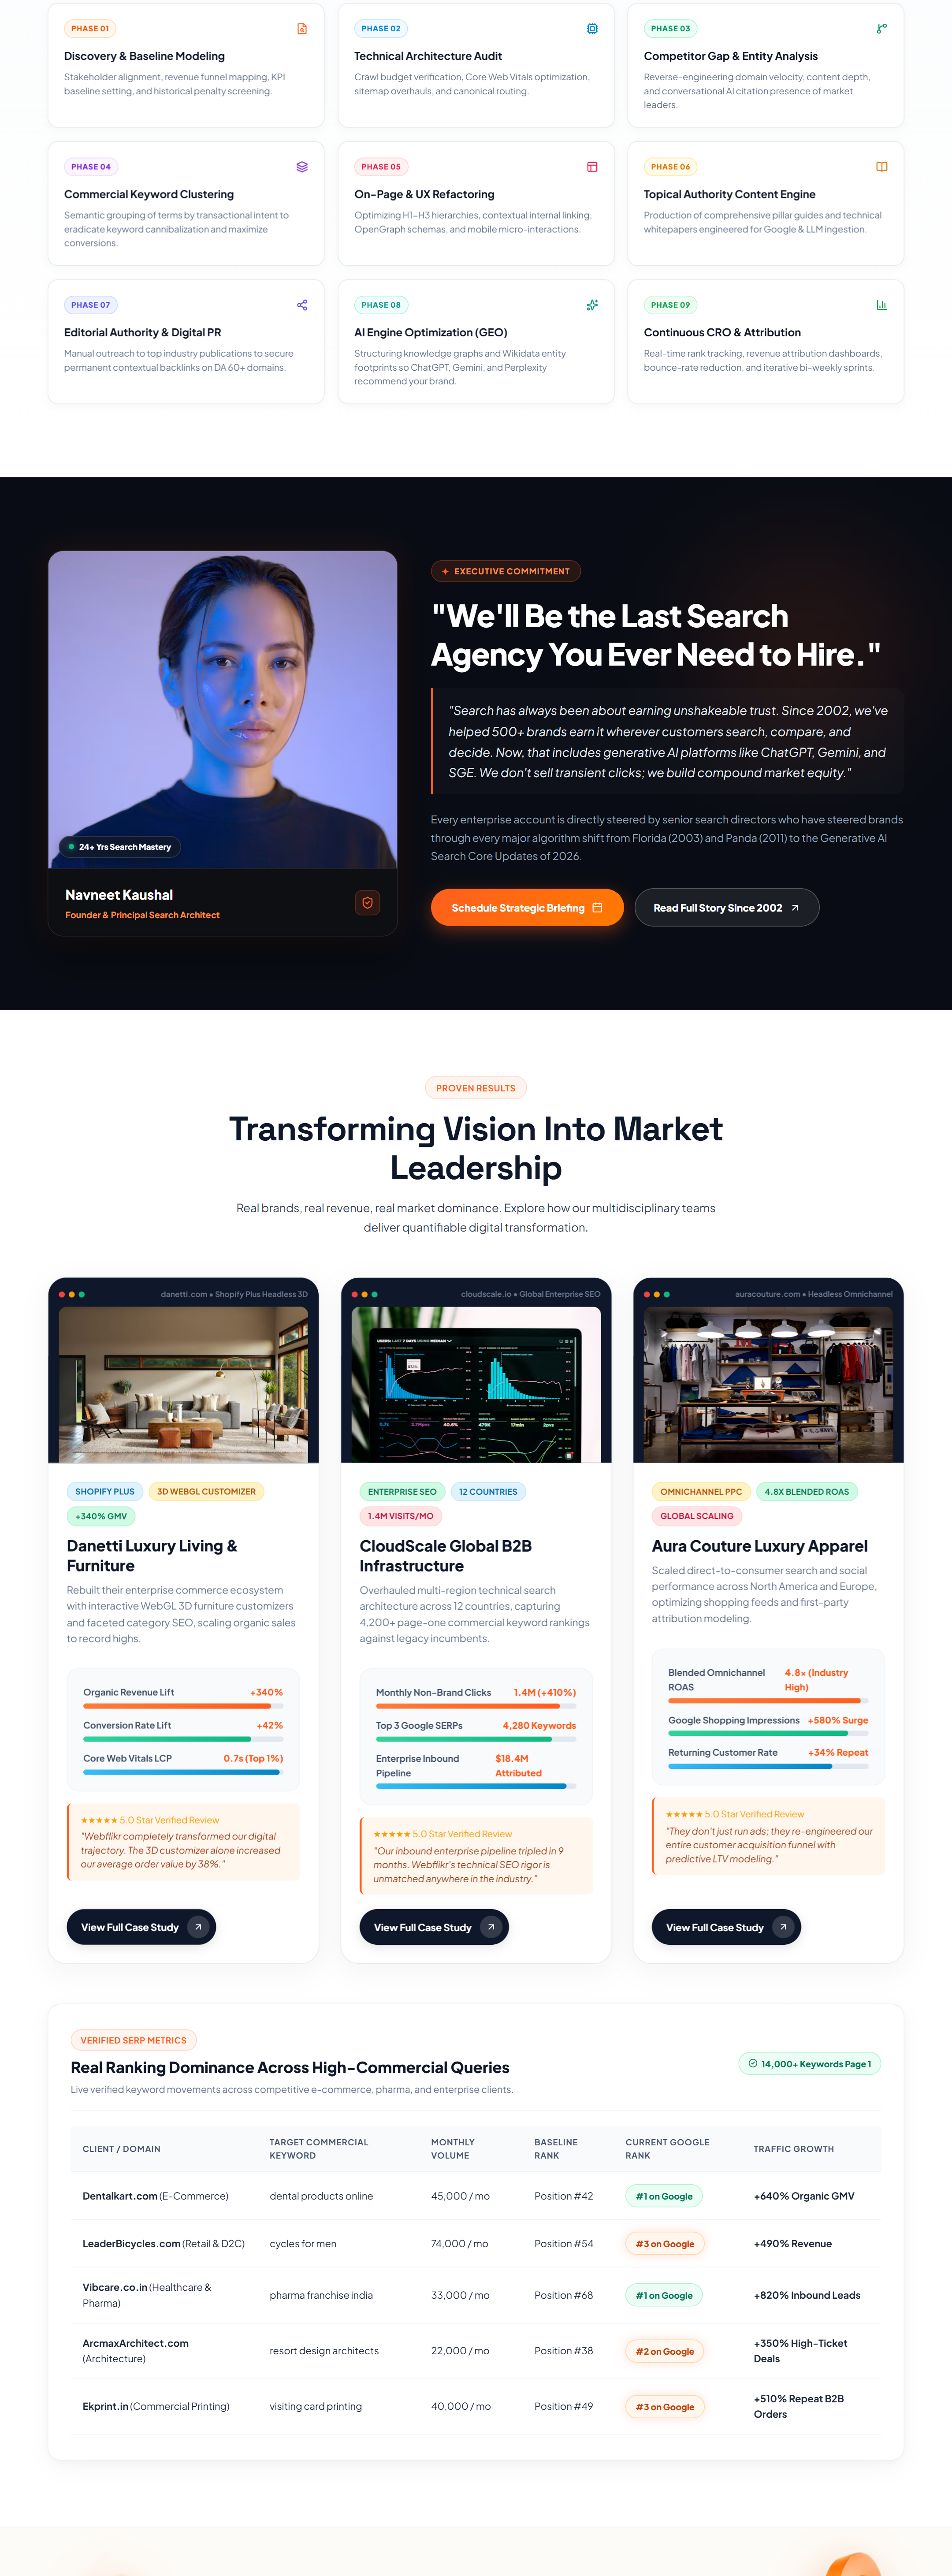 PHASE 01
Discovery & Baseline Modeling
Stakeholder alignment, revenue funnel mapping, KPI
baseline setting, and historical penalty screening.
PHASE 02
Technical Architecture Audit
Crawl budget verification, Core Web Vitals optimization,
sitemap overhauls, and canonical routing.
PHASE 03
Competitor Gap & Entity Analysis
Reverse-engineering domain velocity, content depth,
and conversational AI citation presence of market
leaders.
PHASE 04
Commercial Keyword Clustering
Semantic grouping of terms by transactional intent to
eradicate keyword cannibalization and maximize
conversions.
PHASE 05
On-Page & UX Refactoring
Optimizing H1-H3 hierarchies, contextual internal linking,
OpenGraph schemas, and mobile micro-interactions.
PHASE 06
Topical Authority Content Engine
Production of comprehensive pillar guides and technical
whitepapers engineered for Google & LLM ingestion.
PHASE 07
Editorial Authority & Digital PR
Manual outreach to top industry publications to secure
permanent contextual backlinks on DA 60+ domains.
PHASE 08
AI Engine Optimization (GEO)
Structuring knowledge graphs and Wikidata entity
footprints so ChatGPT, Gemini, and Perplexity
recommend your brand.
PHASE 09
Continuous CRO & Attribution
Real-time rank tracking, revenue attribution dashboards,
bounce-rate reduction, and iterative bi-weekly sprints.
24+ Yrs Search Mastery
Navneet Kaushal
Founder & Principal Search Architect
EXECUTIVE COMMITMENT
"We'll Be the Last Search
Agency You Ever Need to Hire."
"Search has always been about earning unshakeable trust. Since 2002, we've
helped 500+ brands earn it wherever customers search, compare, and
decide. Now, that includes generative AI platforms like ChatGPT, Gemini, and
SGE. We don't sell transient clicks; we build compound market equity."
Every enterprise account is directly steered by senior search directors who have steered brands
through every major algorithm shift from Florida (2003) and Panda (2011) to the Generative AI
Search Core Updates of 2026.
Schedule Strategic Briefing
Read Full Story Since 2002
PROVEN RESULTS
Transforming Vision Into Market
Leadership
Real brands, real revenue, real market dominance. Explore how our multidisciplinary teams
deliver quantifiable digital transformation.
danetti.com • Shopify Plus Headless 3D
SHOPIFY PLUS
3D WEBGL CUSTOMIZER
+340% GMV
Danetti Luxury Living &
Furniture
Rebuilt their enterprise commerce ecosystem
with interactive WebGL 3D furniture customizers
and faceted category SEO, scaling organic sales
to record highs.
Organic Revenue Lift +340%
Conversion Rate Lift +42%
Core Web Vitals LCP 0.7s (Top 1%)
★★★★★ 5.0 Star Verified Review
"Webflikr completely transformed our digital
trajectory. The 3D customizer alone increased
our average order value by 38%."
View Full Case Study
cloudscale.io • Global Enterprise SEO
USERS: LAST 7 DAYS USING MEDIAN
ENTERPRISE SEO
12 COUNTRIES
1.4M VISITS/MO
CloudScale Global B2B
Infrastructure
Overhauled multi-region technical search
architecture across 12 countries, capturing
4,200+ page-one commercial keyword rankings
against legacy incumbents.
Monthly Non-Brand Clicks 1.4M (+410%)
Top 3 Google SERPs 4,280 Keywords
Enterprise Inbound
Pipeline
$18.4M
Attributed
★★★★★ 5.0 Star Verified Review
"Our inbound enterprise pipeline tripled in 9
months. Webflikr's technical SEO rigor is
unmatched anywhere in the industry."
View Full Case Study
auracouture.com • Headless Omnichannel
OMNICHANNEL PPC
4.8X BLENDED ROAS
GLOBAL SCALING
Aura Couture Luxury Apparel
Scaled direct-to-consumer search and social
performance across North America and Europe,
optimizing shopping feeds and first-party
attribution modeling.
Blended Omnichannel
ROAS
4.8x (Industry
High)
Google Shopping Impressions +580% Surge
Returning Customer Rate +34% Repeat
★★★★★ 5.0 Star Verified Review
"They don't just run ads; they re-engineered our
entire customer acquisition funnel with
predictive LTV modeling."
View Full Case Study
VERIFIED SERP METRICS
Real Ranking Dominance Across High-Commercial Queries
Live verified keyword movements across competitive e-commerce, pharma, and enterprise clients.
14,000+ Keywords Page 1
CLIENT / DOMAIN
TARGET COMMERCIAL
KEYWORD
MONTHLY
VOLUME
BASELINE
RANK
CURRENT GOOGLE
RANK
TRAFFIC GROWTH
Dentalkart.com (E-Commerce) dental products online 45,000 / mo Position #42 #1 on Google +640% Organic GMV
LeaderBicycles.com (Retail & D2C) cycles for men 74,000 / mo Position #54 #3 on Google +490% Revenue
Vibcare.co.in (Healthcare &
Pharma)
pharma franchise india 33,000 / mo Position #68 #1 on Google +820% Inbound Leads
ArcmaxArchitect.com
(Architecture)
resort design architects 22,000 / mo Position #38 #2 on Google
+350% High-Ticket
Deals
Ekprint.in (Commercial Printing) visiting card printing 40,000 / mo Position #49 #3 on Google
+510% Repeat B2B
Orders